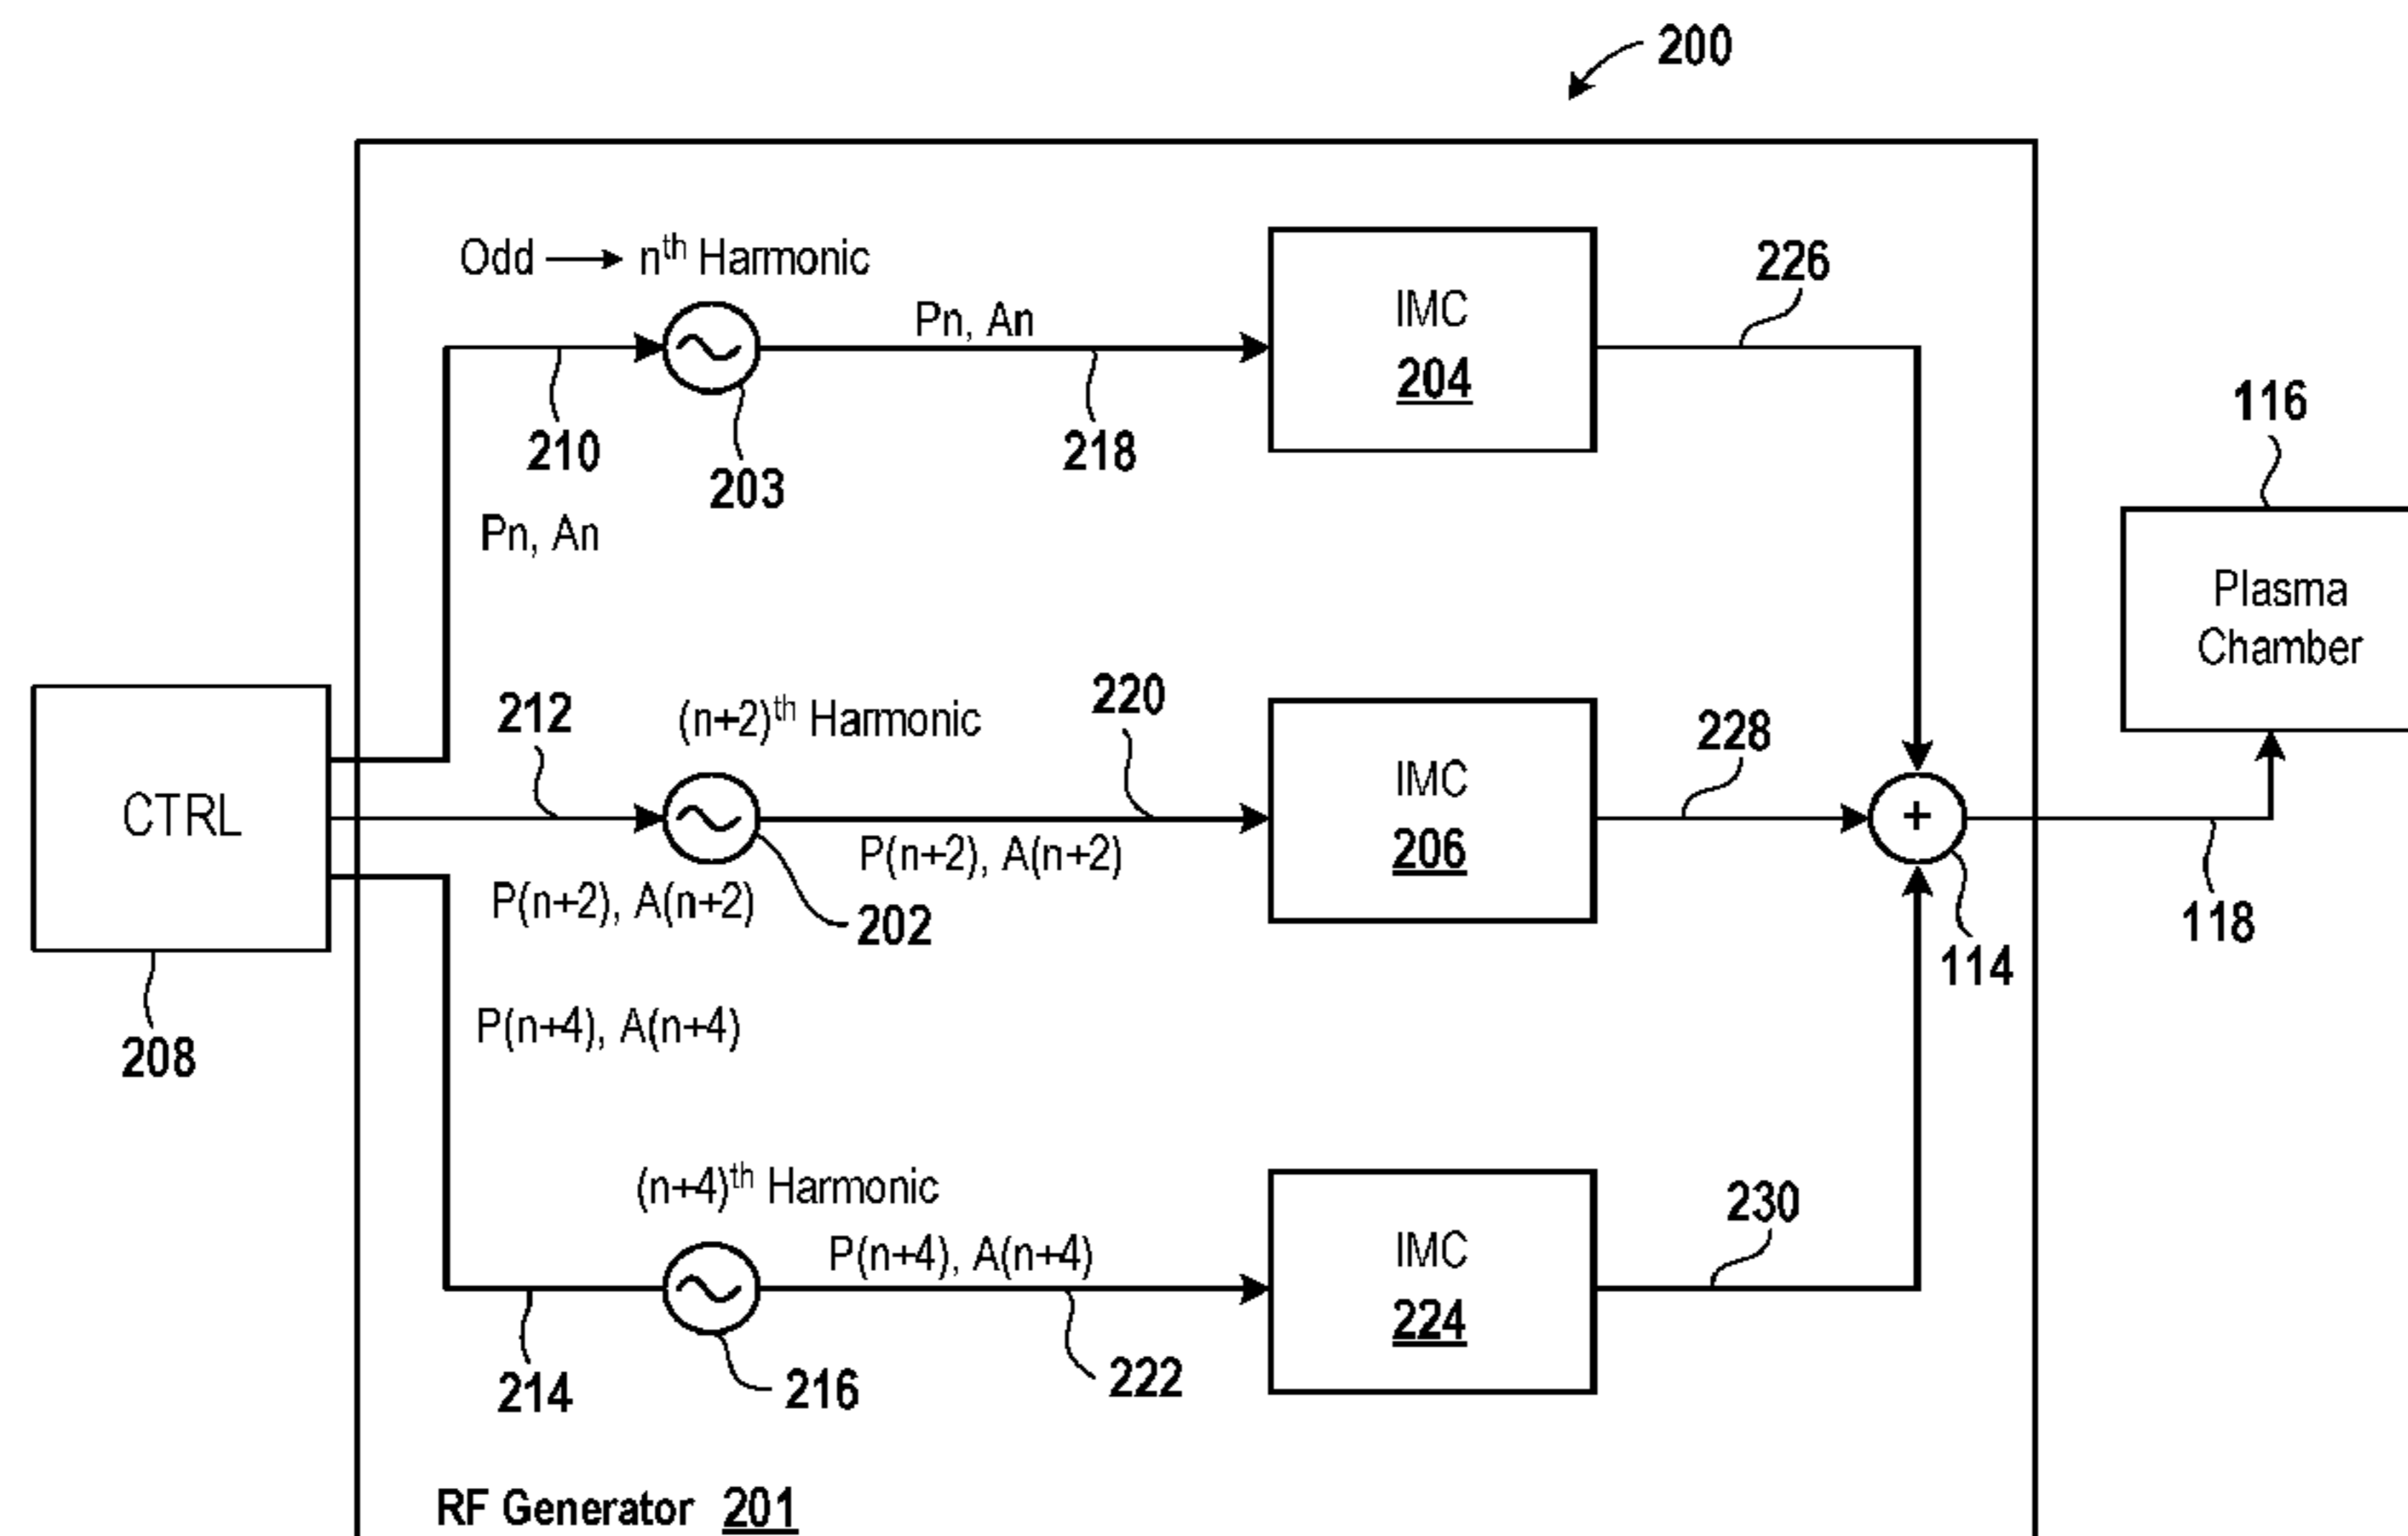 200
Odd → nth Harmonic
Pn, An
226
IMC
204
210
203
218
Pn, An
116
Plasma
Chamber
212
(n+2)th Harmonic
220
228
CTRL
IMC
206
+
P(n+2), A(n+2)
P(n+2), A(n+2)
202
118
114
P(n+4), A(n+4)
208
(n+4)th Harmonic
230
P(n+4), A(n+4)
IMC
224
214
216
222
RF Generator 201